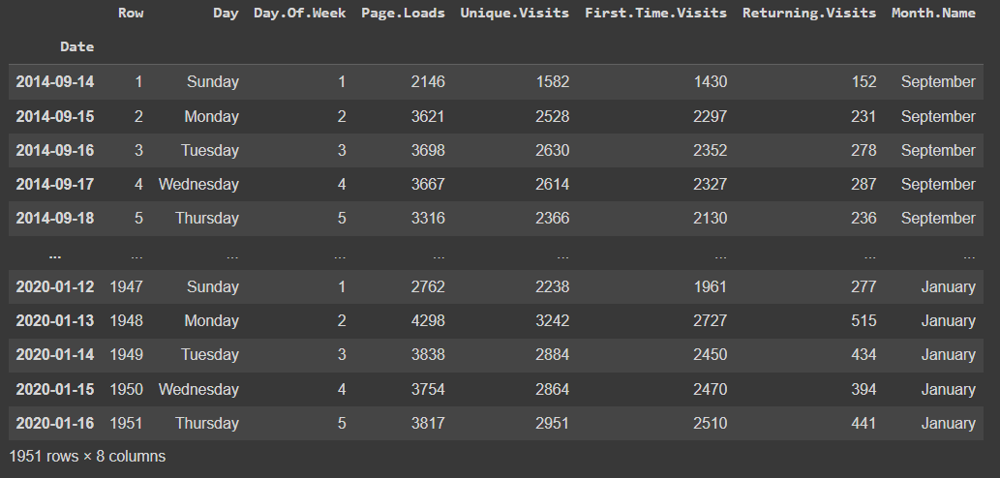 Row Day Day.Of.Week Page.Loads Unique.Visits First.Time.Visits Returning.Visits Month.Name
Date
2014-09-14 1 Sunday 1 2146 1582 1430 152 September
2014-09-15 2 Monday 2 3621 2528 2297 231 September
2014-09-16 3 Tuesday 3 3698 2630 2352 278 September
2014-09-17 4 Wednesday 4 3667 2614 2327 287 September
2014-09-18 5 Thursday 5 3316 2366 2130 236 September
... ... ... ... ... ... ... ... ...
2020-01-12 1947 Sunday 1 2762 2238 1961 277 January
2020-01-13 1948 Monday 2 4298 3242 2727 515 January
2020-01-14 1949 Tuesday 3 3838 2884 2450 434 January
2020-01-15 1950 Wednesday 4 3754 2864 2470 394 January
2020-01-16 1951 Thursday 5 3817 2951 2510 441 January
1951 rows × 8 columns